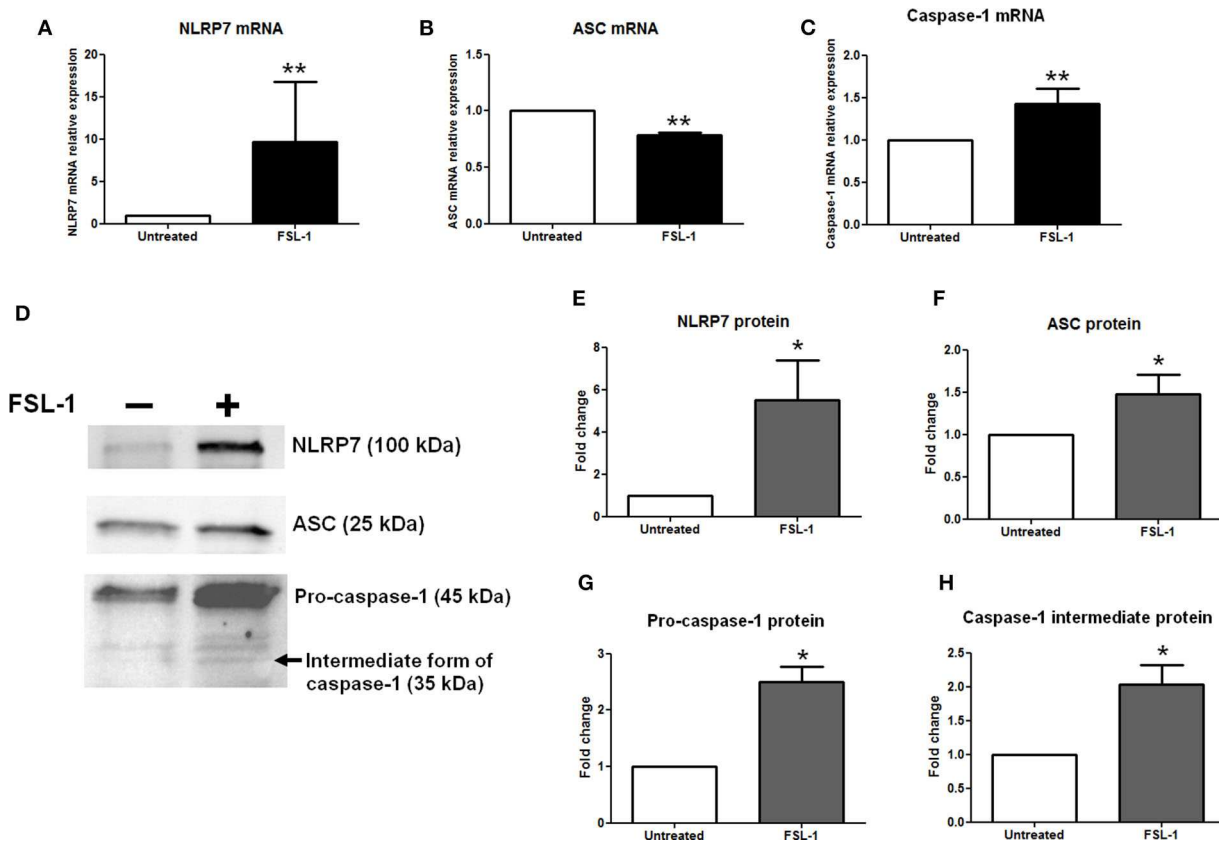 A
NLRP7 mRNA
NLRP7 mRNA relative expression
20
15
10
5
0
**
Untreated
FSL-1
B
ASC mRNA
ASC mRNA relative expression
1.5
1.0
0.5
0.0
**
Untreated
FSL-1
C
Caspase-1 mRNA
Caspase-1 mRNA relative expression
2.0
1.5
1.0
0.5
0.0
**
Untreated
FSL-1
D
FSL-1 − +
NLRP7 (100 kDa)
ASC (25 kDa)
Pro-caspase-1 (45 kDa)
Intermediate form of
caspase-1 (35 kDa)
E
NLRP7 protein
Fold change
8
6
4
2
0
*
Untreated
FSL-1
F
ASC protein
Fold change
2.0
1.5
1.0
0.5
0.0
*
Untreated
FSL-1
G
Pro-caspase-1 protein
Fold change
3
2
1
0
*
Untreated
FSL-1
H
Caspase-1 intermediate protein
Fold change
2.5
2.0
1.5
1.0
0.5
0.0
*
Untreated
FSL-1